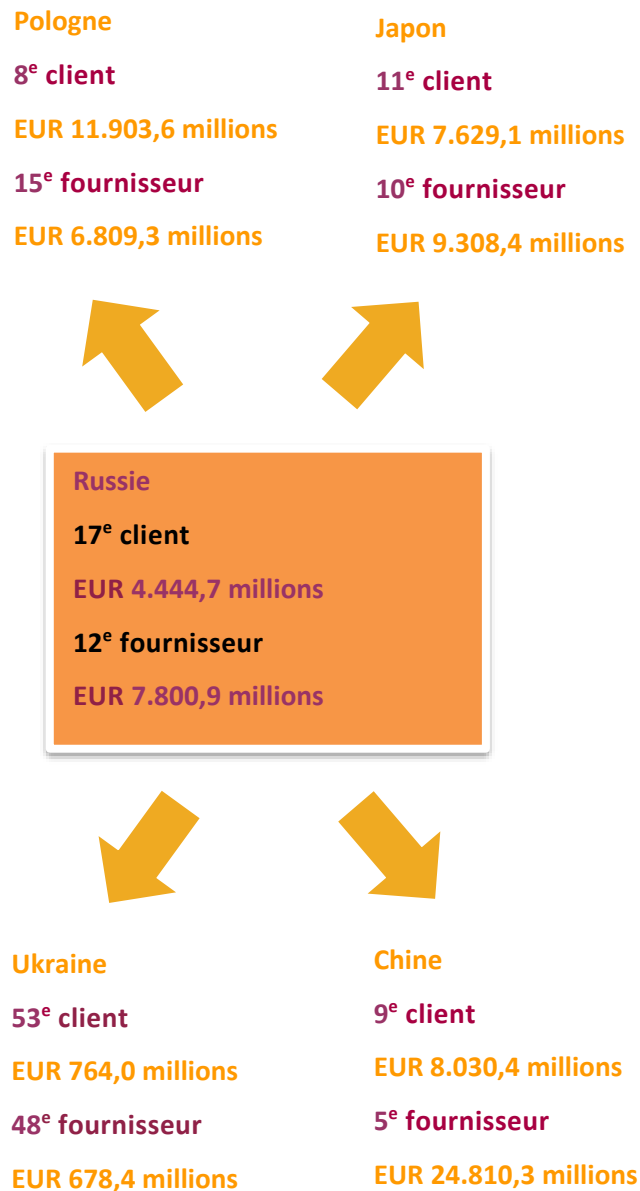 Pologne
8e client
EUR 11.903,6 millions
15e fournisseur
EUR 6.809,3 millions
Japon
11e client
EUR 7.629,1 millions
10e fournisseur
EUR 9.308,4 millions
Russie
17e client
EUR 4.444,7 millions
12e fournisseur
EUR 7.800,9 millions
Ukraine
53e client
EUR 764,0 millions
48e fournisseur
EUR 678,4 millions
Chine
9e client
EUR 8.030,4 millions
5e fournisseur
EUR 24.810,3 millions